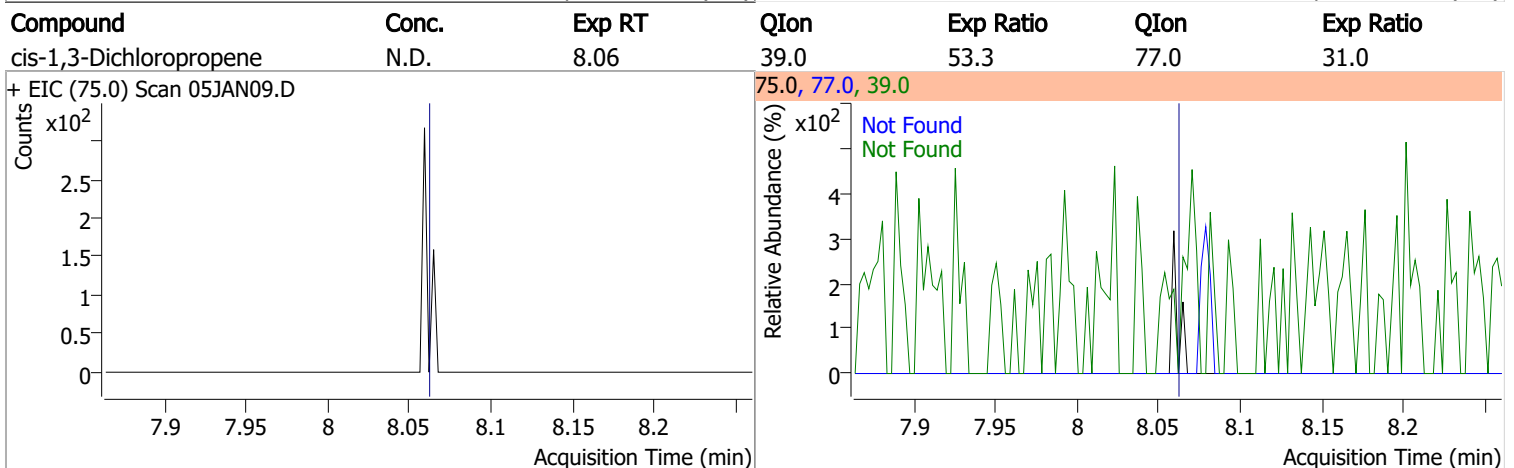 Compound Conc. Exp RT QIon Exp Ratio QIon Exp Ratio
cis-1,3-Dichloropropene N.D. 8.06 39.0 53.3 77.0 31.0
+ EIC (75.0) Scan 05JAN09.D
Counts
x10²
2.5
2
1.5
1
0.5
0
7.9 7.95 8 8.05 8.1 8.15 8.2
Acquisition Time (min)
75.0, 77.0, 39.0
Relative Abundance (%)
x10²
Not Found
Not Found
4
3
2
1
0
7.9 7.95 8 8.05 8.1 8.15 8.2
Acquisition Time (min)